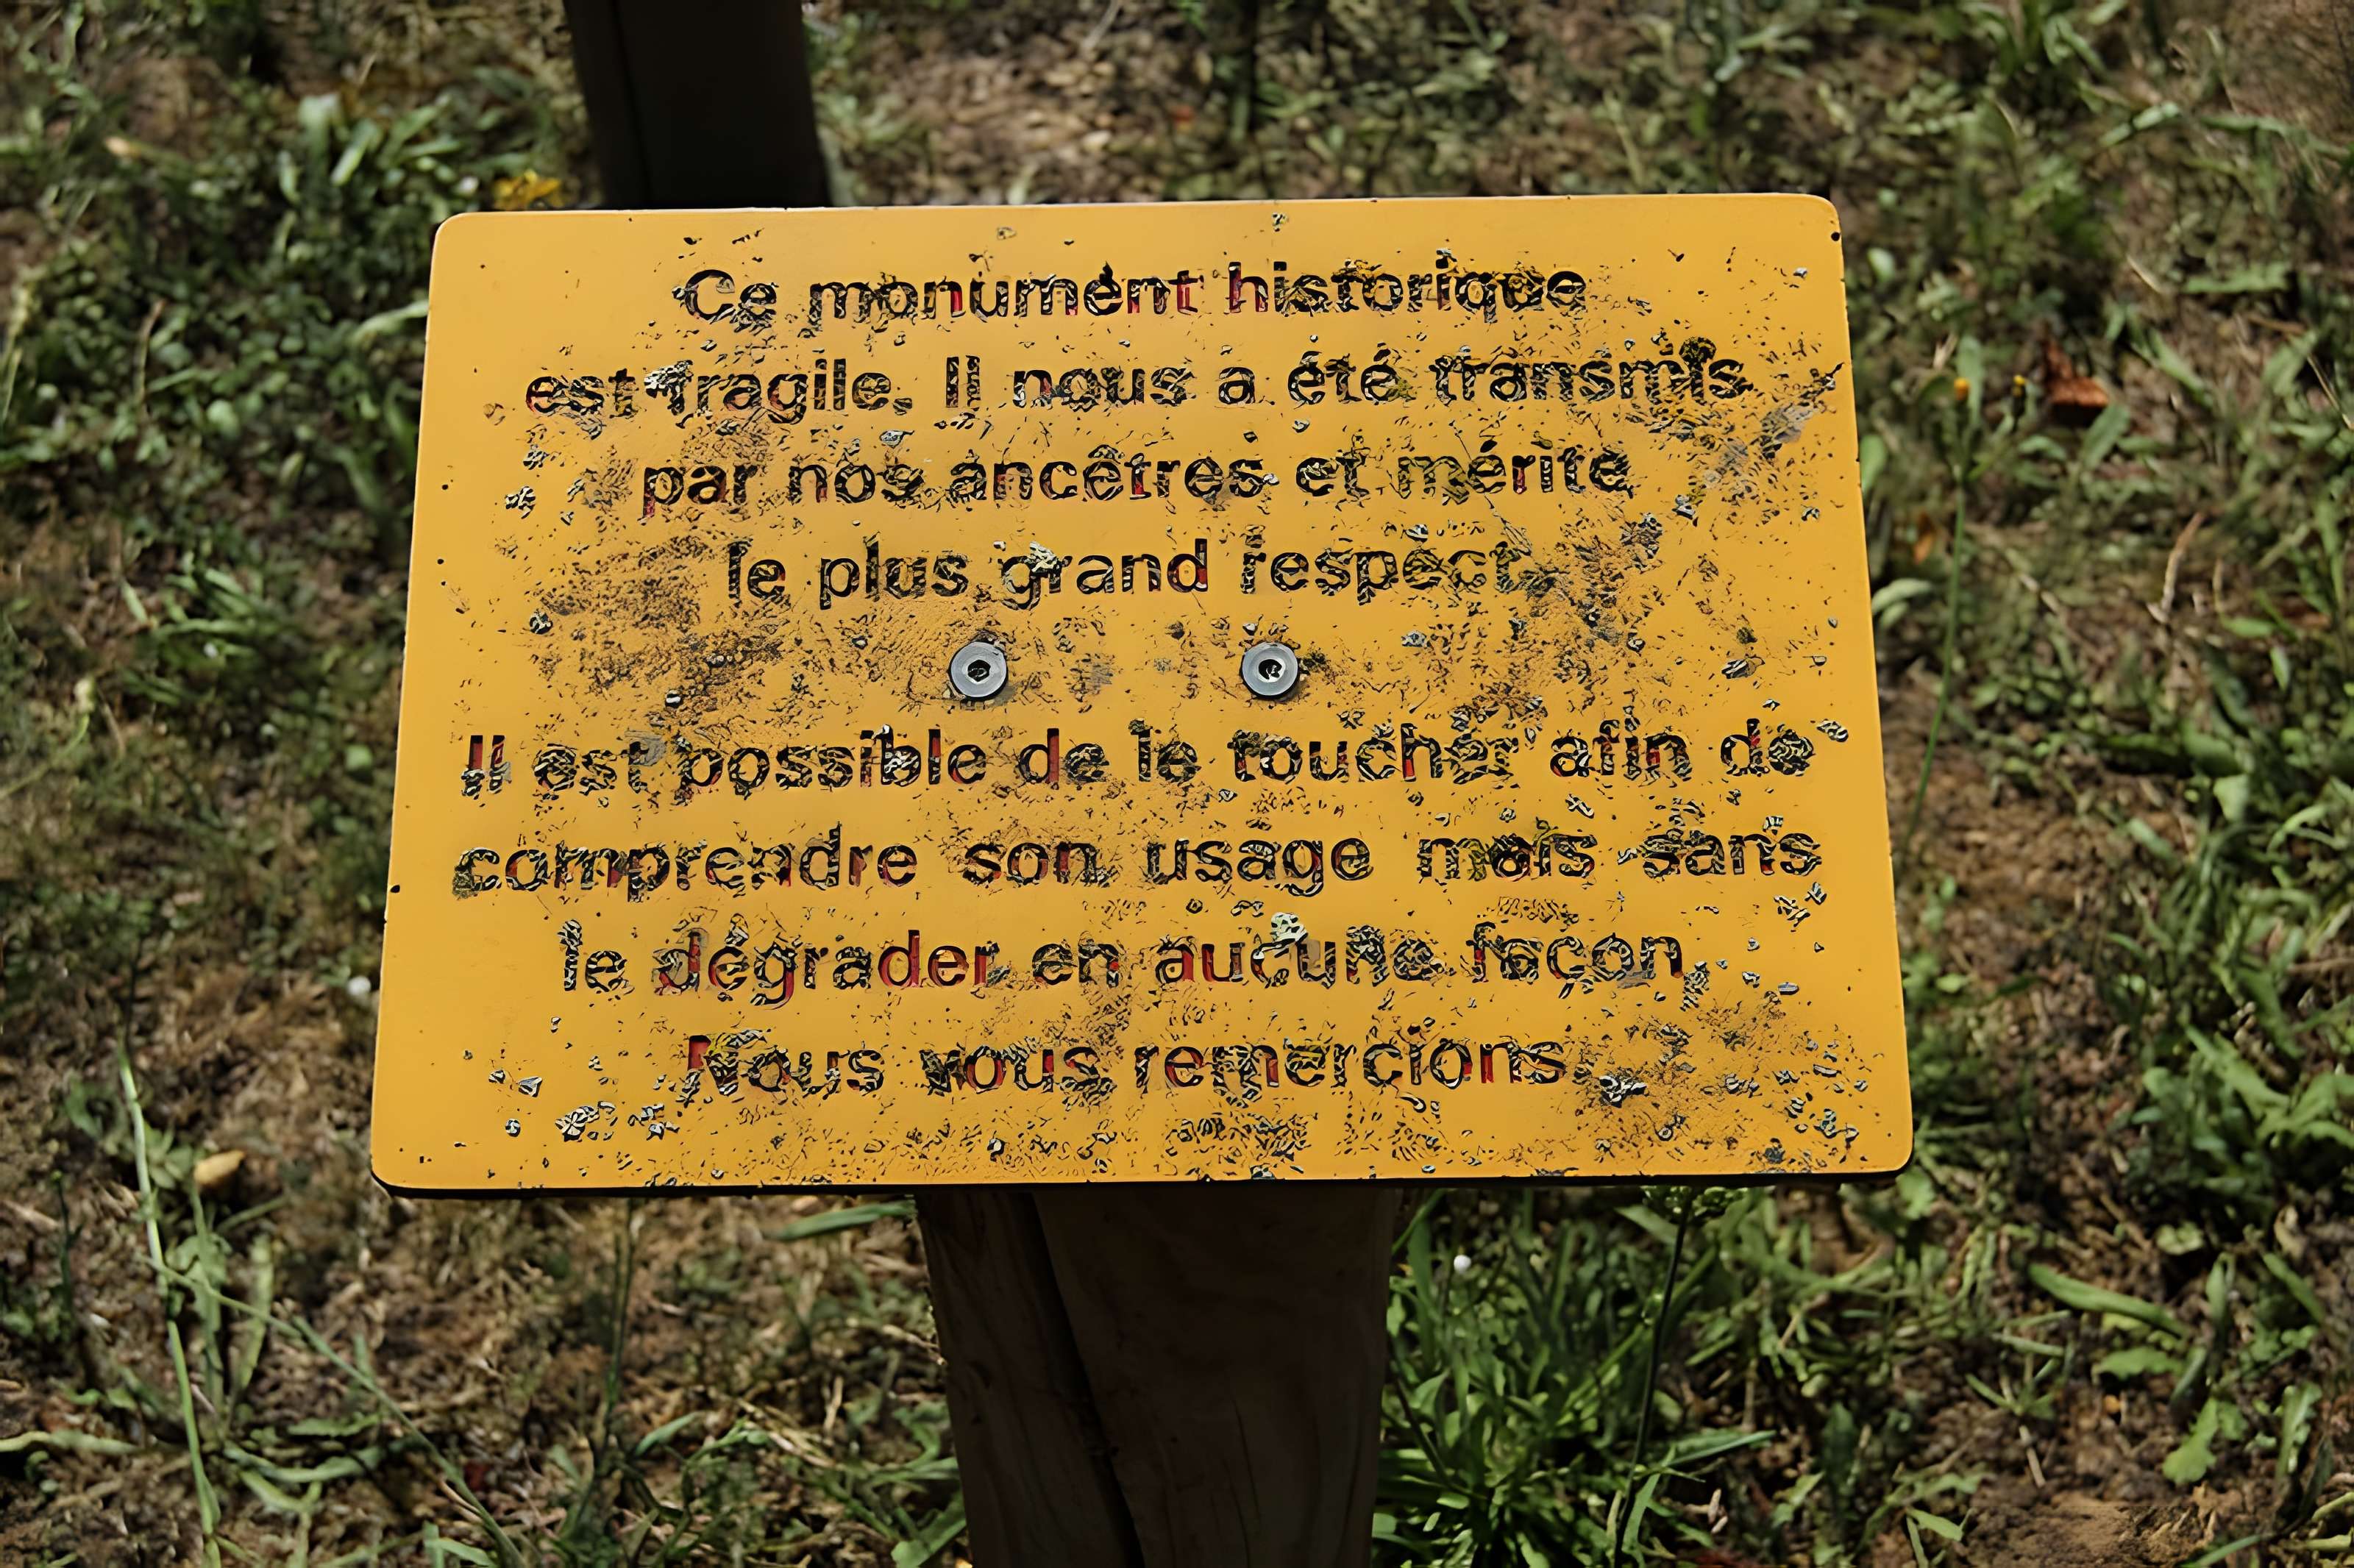 Ce monument historique
est fragile. Il nous a été transmis
par nos ancêtres et mérite
le plus grand respect.
Il est possible de le toucher afin de
comprendre son usage mais sans
le dégrader en aucune façon.
Nous vous remercions.